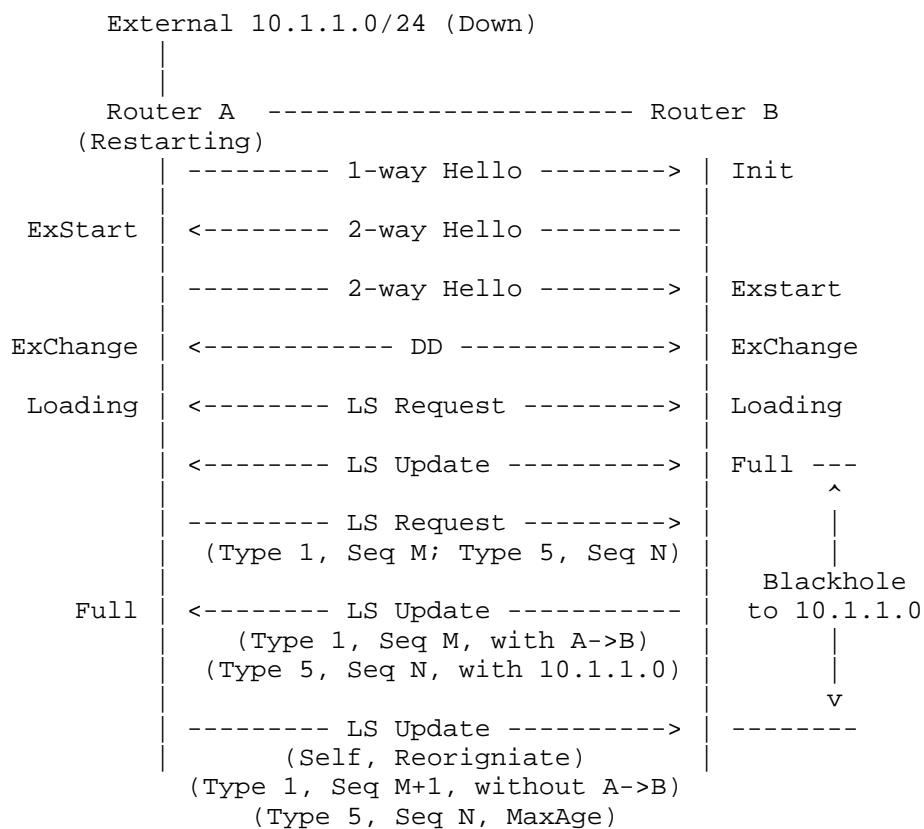 External 10.1.1.0/24 (Down)
Router A ----------------------- Router B
(Restarting)
--------- 1-way Hello --------> Init
ExStart <-------- 2-way Hello ---------
--------- 2-way Hello --------> Exstart
ExChange <------------ DD -------------> ExChange
Loading <-------- LS Request ---------> Loading
<-------- LS Update ----------> Full ---
--------- LS Request --------->
(Type 1, Seq M; Type 5, Seq N)
Blackhole
Full <-------- LS Update ----------- to 10.1.1.0
(Type 1, Seq M, with A->B)
(Type 5, Seq N, with 10.1.1.0)
v
--------- LS Update ----------> --------
(Self, Reorigniate)
(Type 1, Seq M+1, without A->B)
(Type 5, Seq N, MaxAge)